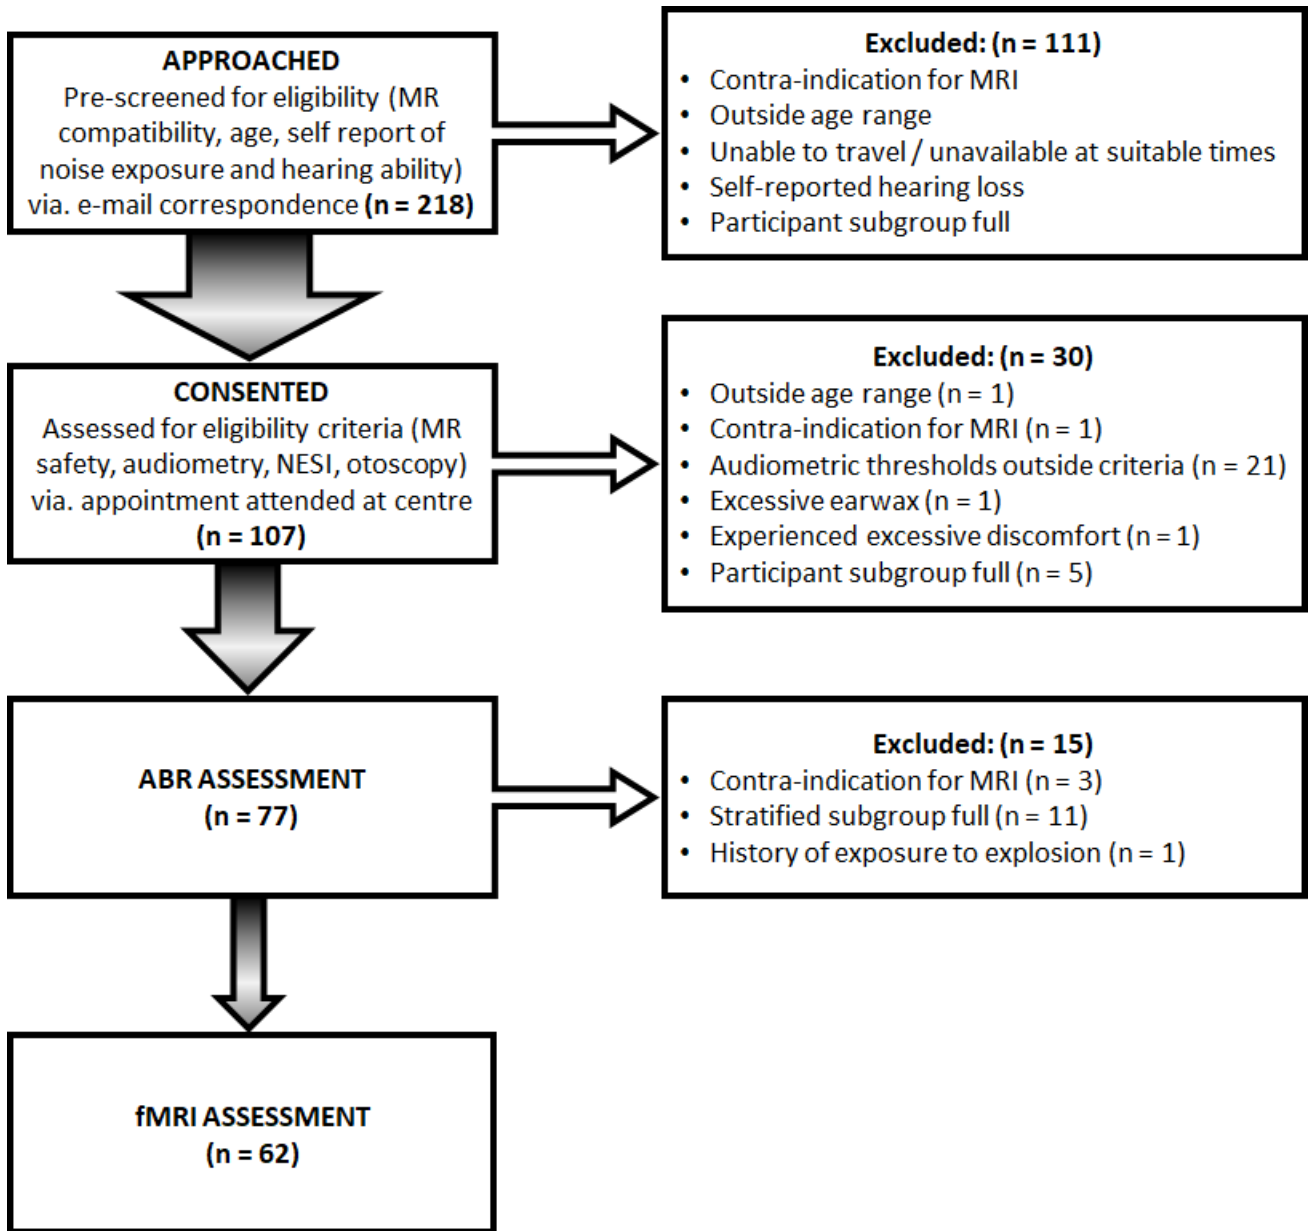 APPROACHED
Pre-screened for eligibility (MR
compatibility, age, self report of
noise exposure and hearing ability)
via. e-mail correspondence (n = 218)
Excluded: (n = 111)
• Contra-indication for MRI
• Outside age range
• Unable to travel / unavailable at suitable times
• Self-reported hearing loss
• Participant subgroup full
CONSENTED
Assessed for eligibility criteria (MR
safety, audiometry, NESI, otoscopy)
via. appointment attended at centre
(n = 107)
Excluded: (n = 30)
• Outside age range (n = 1)
• Contra-indication for MRI (n = 1)
• Audiometric thresholds outside criteria (n = 21)
• Excessive earwax (n = 1)
• Experienced excessive discomfort (n = 1)
• Participant subgroup full (n = 5)
ABR ASSESSMENT
(n = 77)
Excluded: (n = 15)
• Contra-indication for MRI (n = 3)
• Stratified subgroup full (n = 11)
• History of exposure to explosion (n = 1)
fMRI ASSESSMENT
(n = 62)